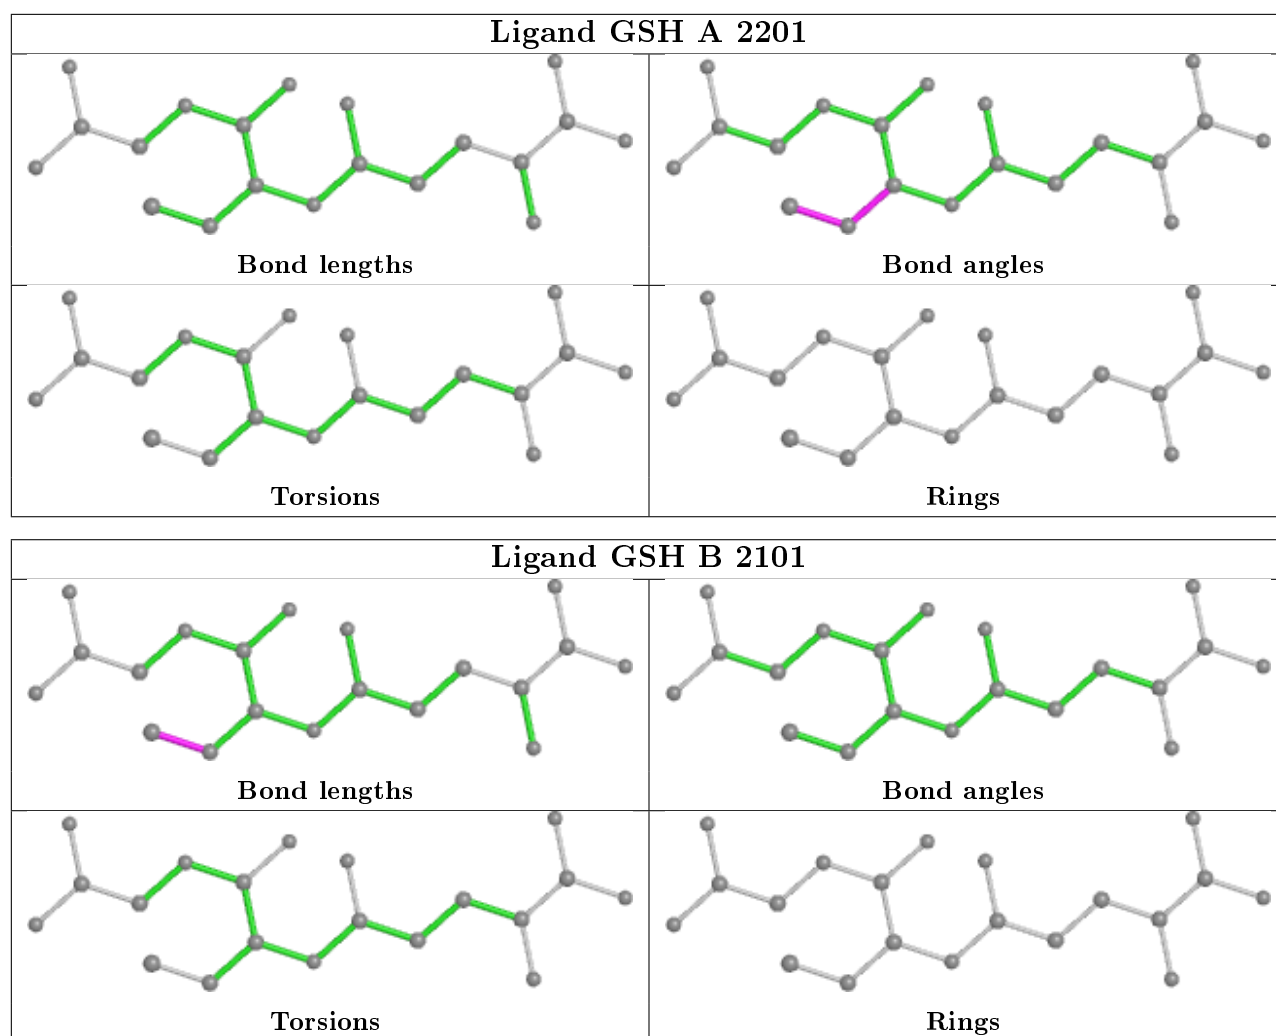 Ligand GSH A 2201
Bond lengths
Bond angles
Torsions
Rings
Ligand GSH B 2101
Bond lengths
Bond angles
Torsions
Rings